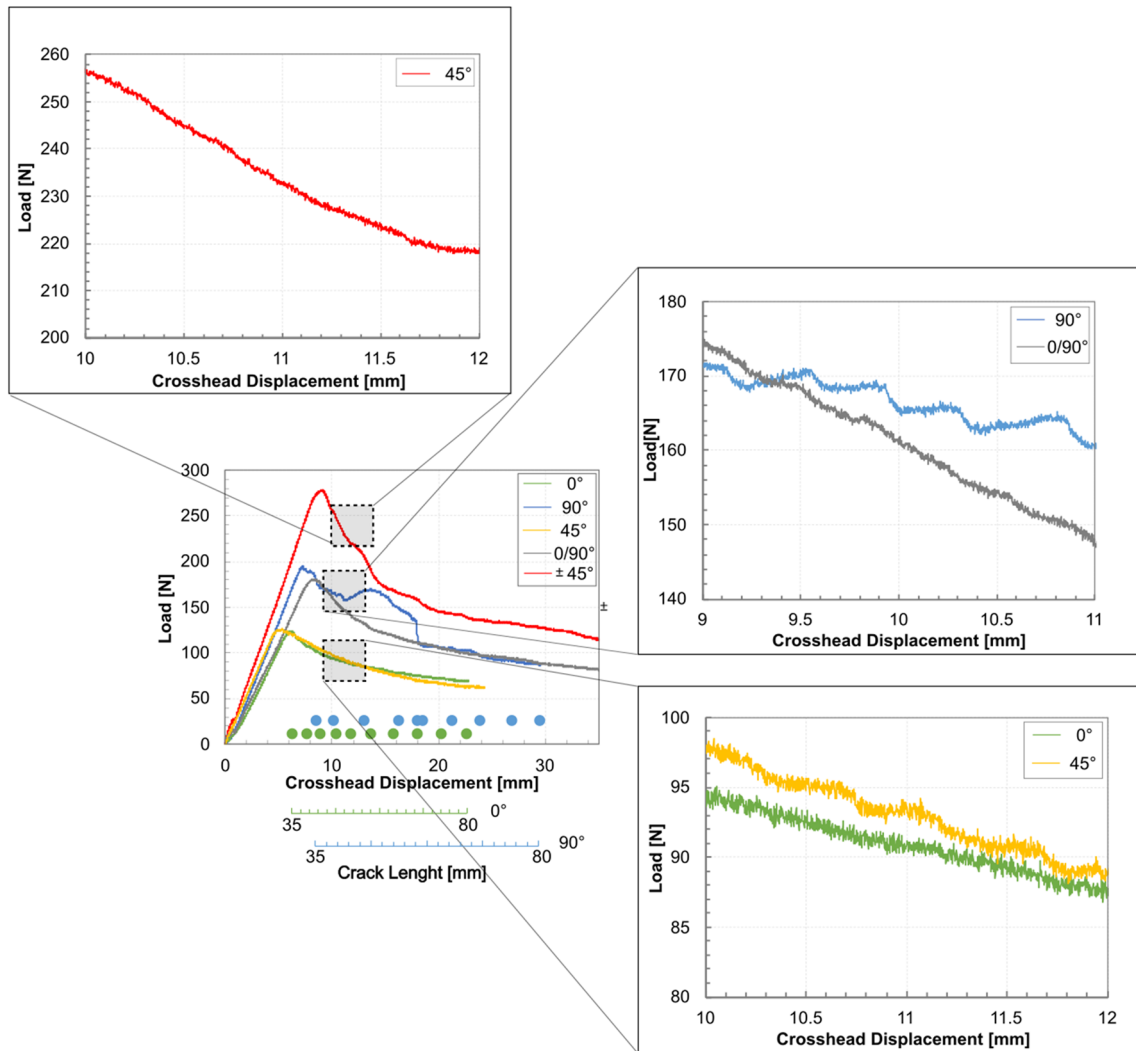 260
250
240
230
220
210
200
Load [N]
45°
10 10.5 11 11.5 12
Crosshead Displacement [mm]
180
170
160
150
140
Load[N]
90°
0/90°
9 9.5 10 10.5 11
Crosshead Displacement [mm]
300
250
200
150
100
50
0
Load [N]
0°
90°
45°
0/90°
± 45°
±
0 10 20 30
Crosshead Displacement [mm]
35 80 0°
35 80 90°
Crack Lenght [mm]
100
95
90
85
80
Load [N]
0°
45°
10 10.5 11 11.5 12
Crosshead Displacement [mm]